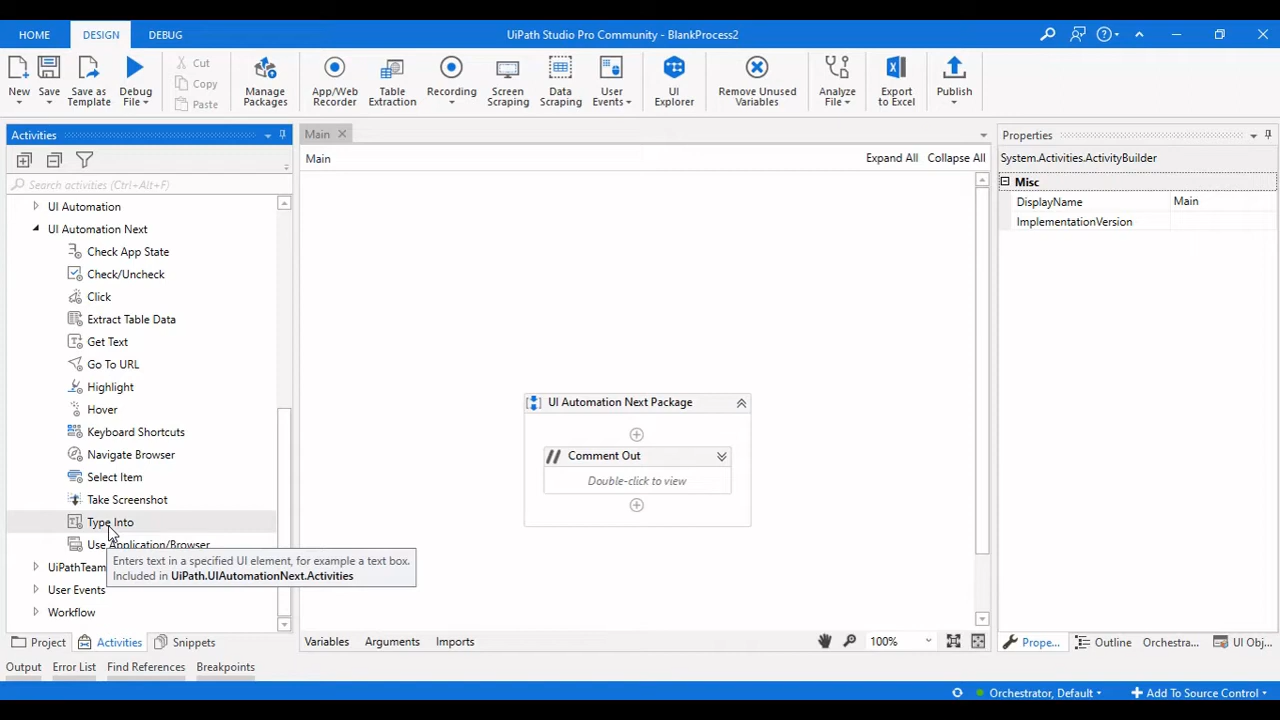 HOME DESIGN DEBUG UiPath Studio Pro Community - BlankProcess2
New Save Save as Template Debug File Cut Copy Paste Manage Packages App/Web Recorder Table Extraction Recording Screen Scraping Data Scraping User Events UI Explorer Remove Unused Variables Analyze File Export to Excel Publish
Activities
Search activities (Ctrl+Alt+F)
UI Automation
UI Automation Next
Check App State
Check/Uncheck
Click
Extract Table Data
Get Text
Go To URL
Highlight
Hover
Keyboard Shortcuts
Navigate Browser
Select Item
Take Screenshot
Type Into
Use Application/Browser
Enters text in a specified UI element, for example a text box.
Included in UiPath.UIAutomationNext.Activities
UiPathTeam
User Events
Workflow
Project Activities Snippets
Main
Main Expand All Collapse All
UI Automation Next Package
Comment Out
Double-click to view
Variables Arguments Imports 100%
Properties
System.Activities.ActivityBuilder
Misc
DisplayName Main
ImplementationVersion
Prope... Outline Orchestra... UI Obj...
Output Error List Find References Breakpoints
Orchestrator, Default Add To Source Control